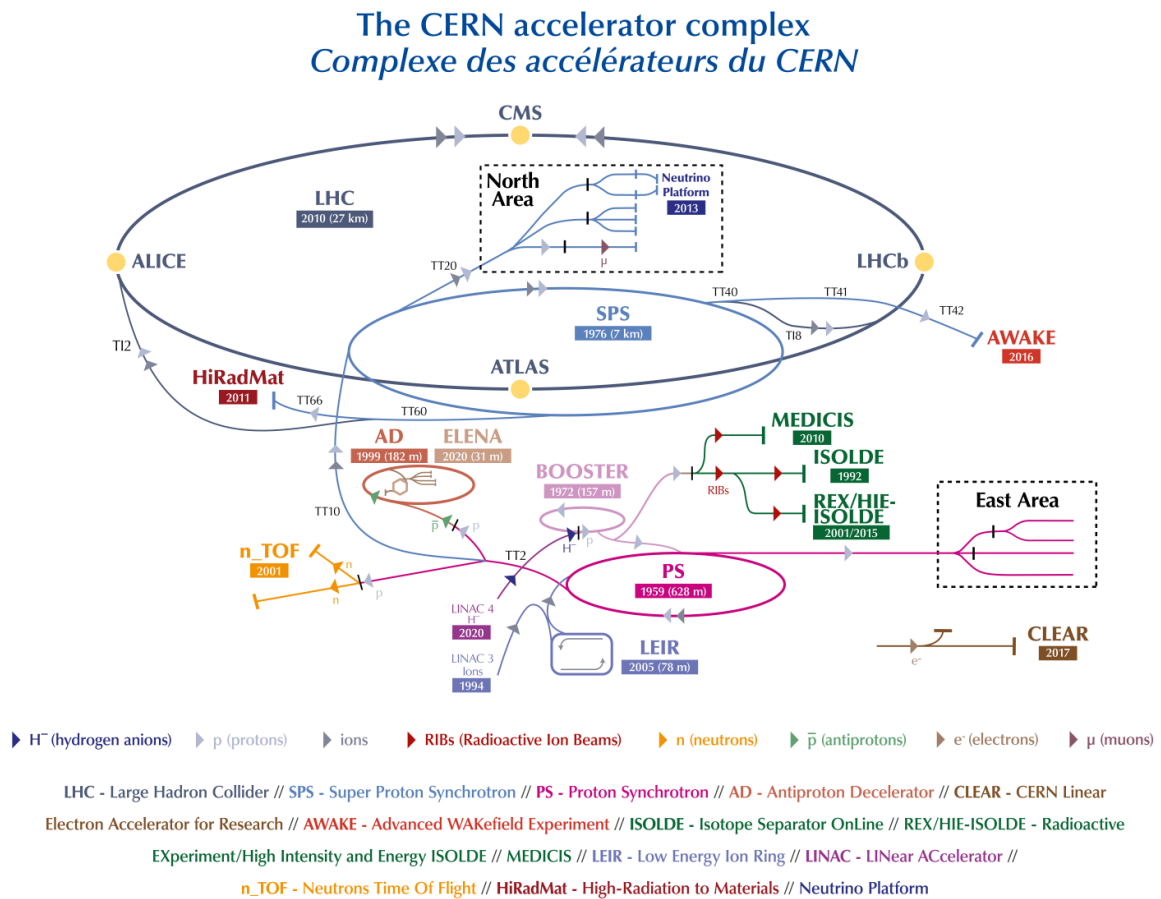 The CERN accelerator complex
Complexe des accélérateurs du CERN
CMS
North
Area
Neutrino
Platform
2013
LHC
2010 (27 km)
μ
ALICE
LHCb
TT20
TT40
TT41
TT42
SPS
1976 (7 km)
TI8
TI2
AWAKE
2016
ATLAS
HiRadMat
2011
TT66
TT60
MEDICIS
2010
AD
1999 (182 m)
ELENA
2020 (31 m)
BOOSTER
1972 (157 m)
ISOLDE
1992
RIBs
REX/HIE-
ISOLDE
2001/2015
East Area
TT10
p̅
p
H⁻
p
TT2
n_TOF
2001
n
n
p
PS
1959 (628 m)
LINAC 4
H⁻
2020
LINAC 3
Ions
1994
LEIR
2005 (78 m)
CLEAR
2017
e⁻
H⁻ (hydrogen anions)
p (protons)
ions
RIBs (Radioactive Ion Beams)
n (neutrons)
p̅ (antiprotons)
e⁻ (electrons)
μ (muons)
LHC - Large Hadron Collider // SPS - Super Proton Synchrotron // PS - Proton Synchrotron // AD - Antiproton Decelerator // CLEAR - CERN Linear
Electron Accelerator for Research // AWAKE - Advanced WAKefield Experiment // ISOLDE - Isotope Separator OnLine // REX/HIE-ISOLDE - Radioactive
EXperiment/High Intensity and Energy ISOLDE // MEDICIS // LEIR - Low Energy Ion Ring // LINAC - LINear ACcelerator //
n_TOF - Neutrons Time Of Flight // HiRadMat - High-Radiation to Materials // Neutrino Platform